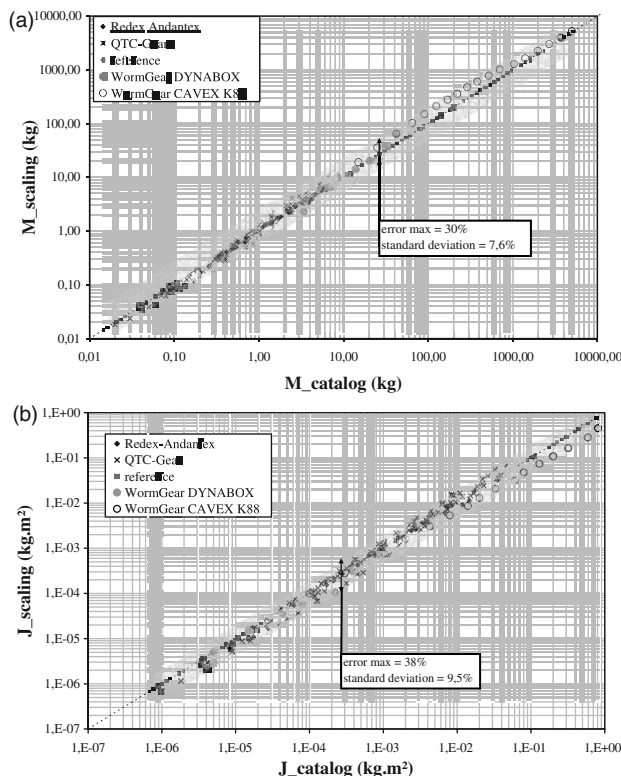 (a)
10000,00
1000,00
100,00
10,00
1,00
0,10
0,01
M_scaling (kg)
Redex Andantex
QTC-Gears
reference
WormGear DYNABOX
WormGear CAVEX K88
error max = 30%
standard deviation = 7,6%
0,01 0,10 1,00 10,00 100,00 1000,00 10000,00
M_catalog (kg)
(b)
1,E+00
1,E-01
1,E-02
1,E-03
1,E-04
1,E-05
1,E-06
1,E-07
J_scaling (kg.m²)
Redex-Andantex
QTC-Gear
reference
WormGear DYNABOX
WormGear CAVEX K88
error max = 38%
standard deviation = 9,5%
1,E-07 1,E-06 1,E-05 1,E-04 1,E-03 1,E-02 1,E-01 1,E+00
J_catalog (kg.m²)